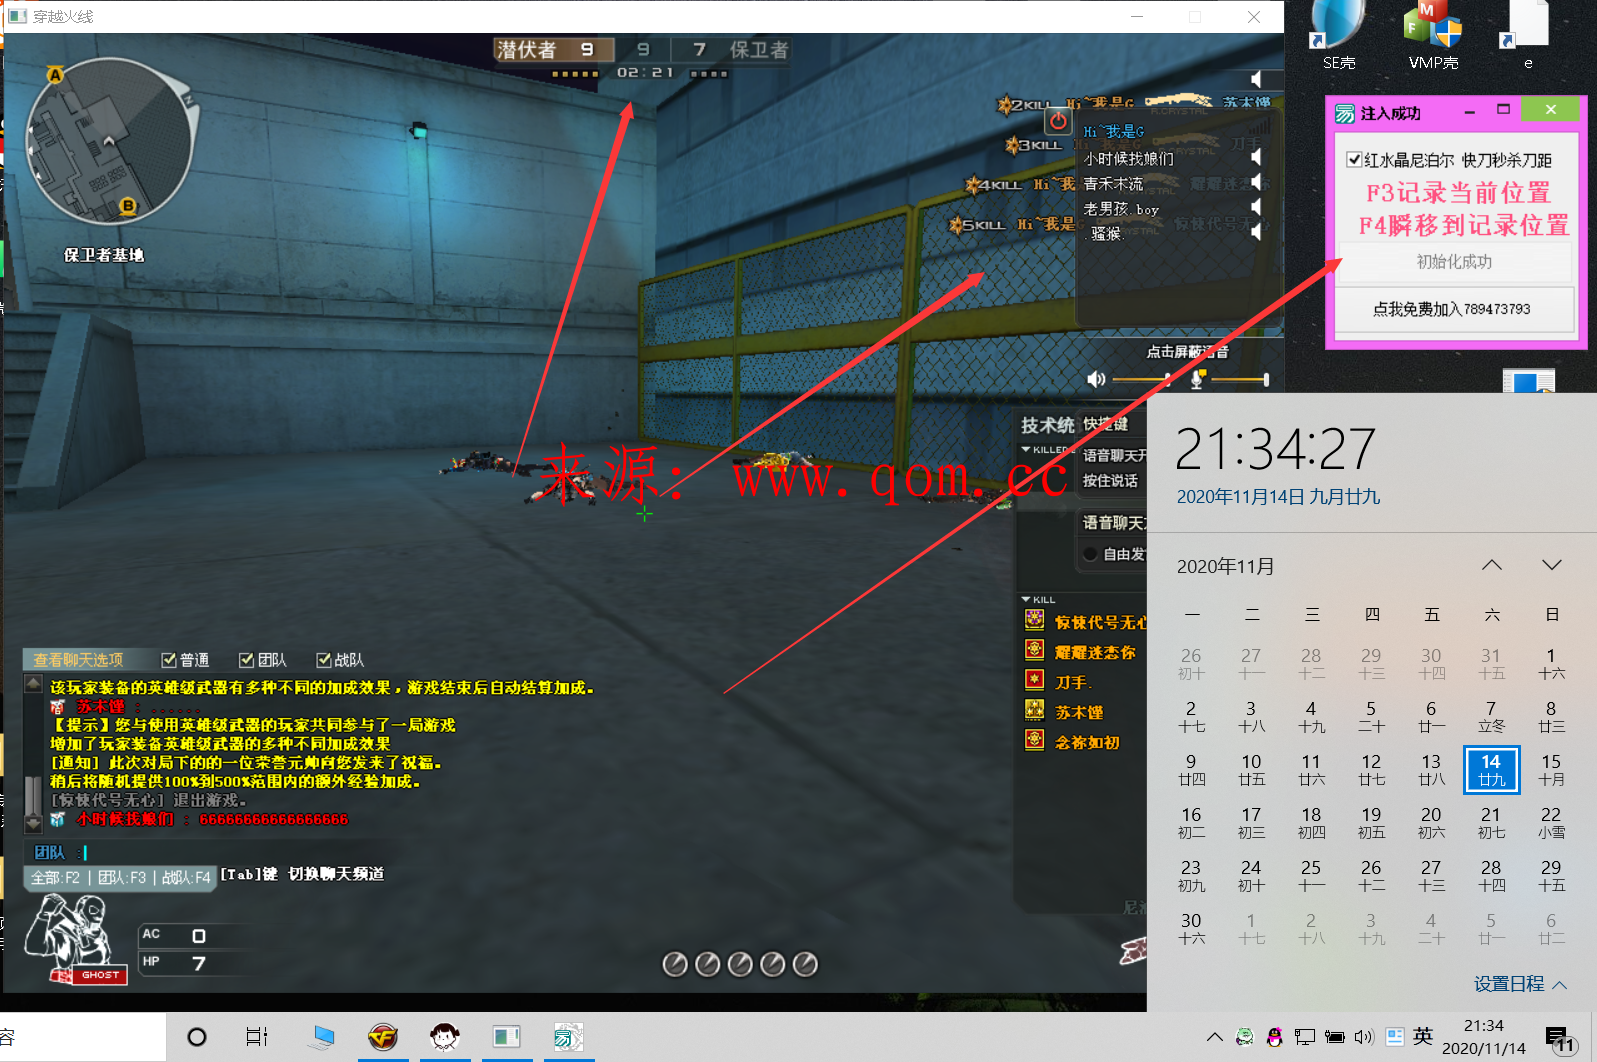 穿越火线
潜伏者 9 9 7 保卫者
02:21
A
B
保卫者基地
2KILL Hi~我是G 苏木馑
3KILL
4KILL Hi~我
5KILL Hi~我是G
Hi~我是G
小时候找娘们
青禾木流
老男孩.boy
.骚猴.
点击屏蔽语音
技术统
快捷键
KILLED
语音聊天开
按住说话
语音聊天
自由发
KILL
惊悚代号无心
耀耀迷恋你
刀手.
苏木馑
念祢如初
来源：www.qom.cc
查看聊天选项 普通 团队 战队
该玩家装备的英雄级武器有多种不同的加成效果，游戏结束后自动结算加成。
苏木馑 : ......
【提示】您与使用英雄级武器的玩家共同参与了一局游戏
增加了玩家装备英雄级武器的多种不同加成效果
[通知] 此次对局下的的一位荣誉元帅向您发来了祝福。
稍后将随机提供100%到500%范围内的额外经验加成。
[惊悚代号无心] 退出游戏。
小时候找娘们 : 66666666666666666
团队 :
全部:F2 | 团队:F3 | 战队:F4 [Tab]键 切换聊天频道
AC 0
HP 7
GHOST
SE壳
VMP壳
e
注入成功
红水晶尼泊尔 快刀秒杀刀距
F3记录当前位置
F4瞬移到记录位置
初始化成功
点我免费加入789473793
21:34:27
2020年11月14日 九月廿九
2020年11月
一 二 三 四 五 六 日
26 27 28 29 30 31 1
初十 十一 十二 十三 十四 十五 十六
2 3 4 5 6 7 8
十七 十八 十九 二十 廿一 立冬 廿三
9 10 11 12 13 14 15
廿四 廿五 廿六 廿七 廿八 廿九 十月
16 17 18 19 20 21 22
初二 初三 初四 初五 初六 初七 小雪
23 24 25 26 27 28 29
初九 初十 十一 十二 十三 十四 十五
30 1 2 3 4 5 6
十六 十七 十八 十九 二十 廿一 廿二
设置日程
容
英
21:34
2020/11/14
11